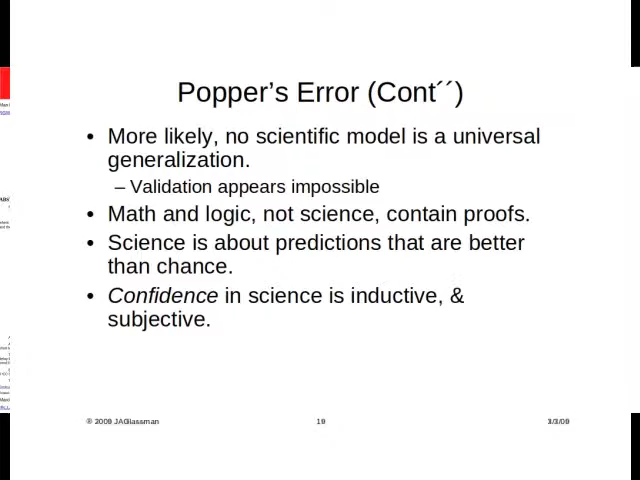 Popper’s Error (Cont´´)
• More likely, no scientific model is a universal
generalization.
– Validation appears impossible
• Math and logic, not science, contain proofs.
• Science is about predictions that are better
than chance.
• Confidence in science is inductive, &
subjective.
© 2009 JAGlassman 19 3/3/09